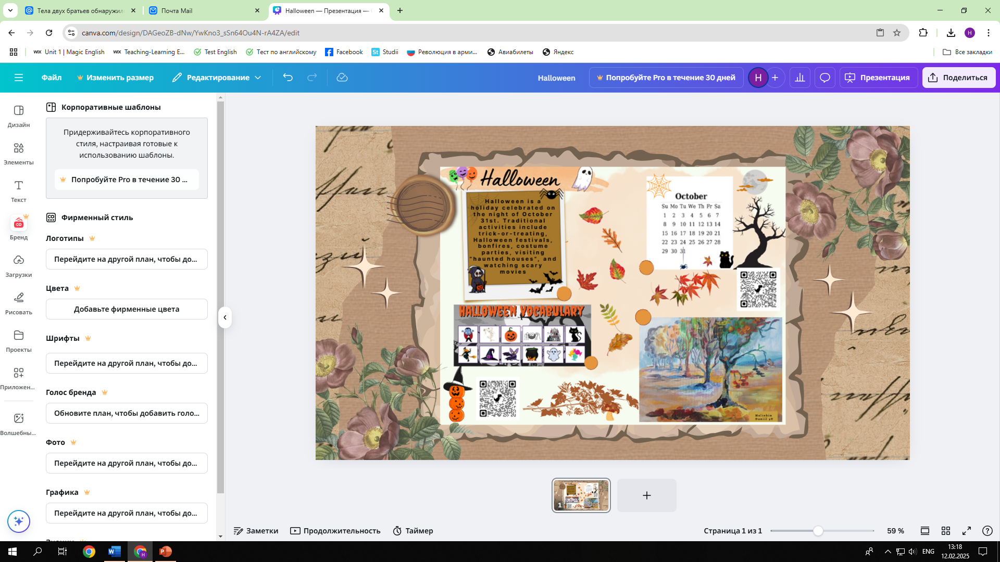 Тела двух братьев обнаружил
Почта Mail
Halloween — Презентация —
canva.com/design/DAGeoZB-dNw/YwKno3_sSn64Ou4N-rA4ZA/edit
Unit 1 | Magic English
Teaching-Learning E...
Test English
Тест по английскому
Facebook
Studii
Революция в арми...
Авиабилеты
Яндекс
Все закладки
Файл
Изменить размер
Редактирование
Halloween
Попробуйте Pro в течение 30 дней
H
Презентация
Поделиться
Дизайн
Элементы
Текст
Бренд
Загрузки
Рисовать
Проекты
Приложен...
Волшебны...
Корпоративные шаблоны
Придерживайтесь корпоративного
стиля, настраивая готовые к
использованию шаблоны.
Попробуйте Pro в течение 30 ...
Фирменный стиль
Логотипы
Перейдите на другой план, чтобы до...
Цвета
Добавьте фирменные цвета
Шрифты
Перейдите на другой план, чтобы до...
Голос бренда
Обновите план, чтобы добавить голо...
Фото
Перейдите на другой план, чтобы до...
Графика
Перейдите на другой план, чтобы до...
Halloween
Halloween is a
holiday celebrated on
the night of October
31st. Traditional
activities include
trick-or-treating,
Halloween festivals,
bonfires, costume
parties, visiting
"haunted houses", and
watching scary
movies
October
Su Mo Tu We Th Fr Sa
1 2 3 4 5 6 7
8 9 10 11 12 13 14
15 16 17 18 19 20 21
22 23 24 25 26 27 28
29 30 31
HALLOWEEN VOCABULARY
1
Заметки
Продолжительность
Таймер
Страница 1 из 1
59 %
ENG
13:18
12.02.2025